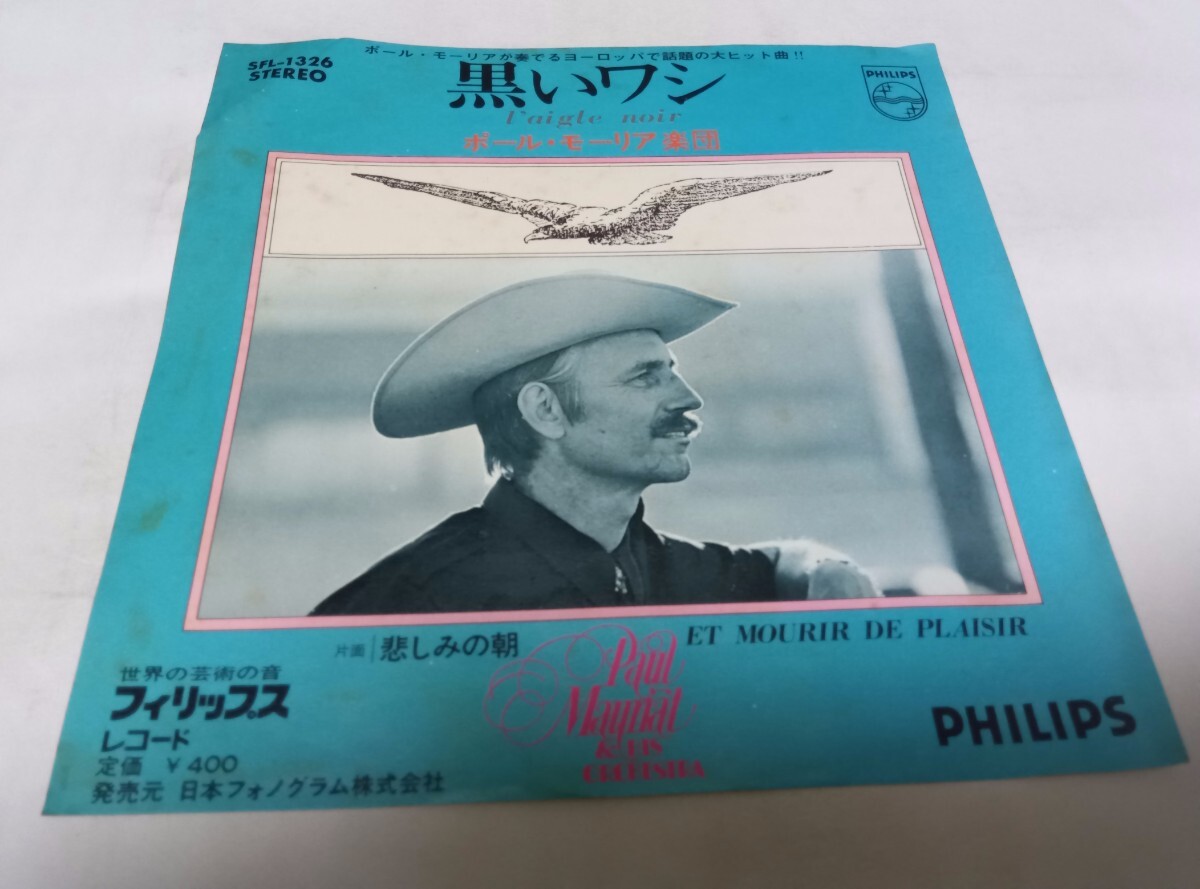 SFL-1326
STEREO
ポール・モーリアが奏でるヨーロッパで話題の大ヒット曲!!
黒いワシ
l'aigle noir
ポール・モーリア楽団
PHILIPS
片面 悲しみの朝
ET MOURIR DE PLAISIR
Paul
Mauriat
& HIS
ORCHESTRA
世界の芸術の音
フィリップス
レコード
定価 ¥400
発売元 日本フォノグラム株式会社
PHILIPS